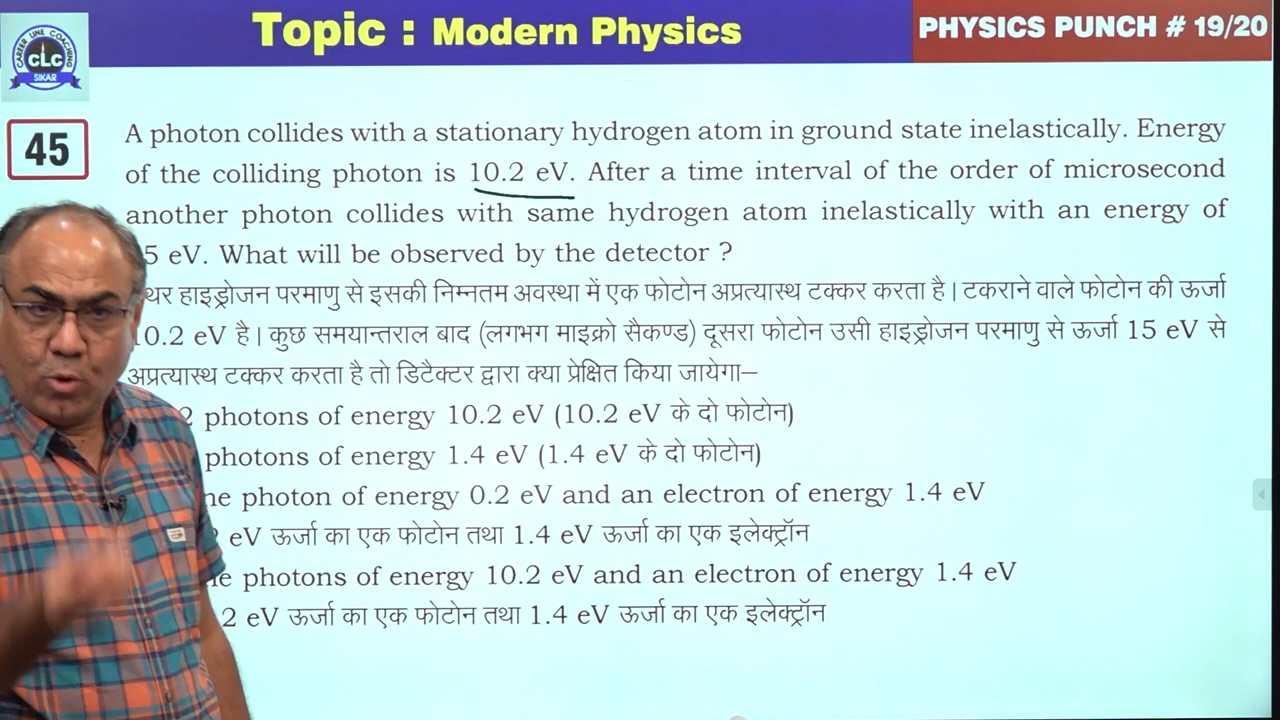 Topic : Modern Physics
PHYSICS PUNCH # 19/20
CAREER LINE COACHING
CLC
SIKAR
45
A photon collides with a stationary hydrogen atom in ground state inelastically. Energy
of the colliding photon is 10.2 eV. After a time interval of the order of microsecond
another photon collides with same hydrogen atom inelastically with an energy of
5 eV. What will be observed by the detector ?
हाइड्रोजन परमाणु से इसकी निम्नतम अवस्था में एक फोटोन अप्रत्यास्थ टक्कर करता है। टकराने वाले फोटोन की ऊर्जा
10.2 eV है। कुछ समयान्तराल बाद (लगभग माइक्रो सैकण्ड) दूसरा फोटोन उसी हाइड्रोजन परमाणु से ऊर्जा 15 eV से
अप्रत्यास्थ टक्कर करता है तो डिटैक्टर द्वारा क्या प्रेक्षित किया जायेगा–
2 photons of energy 10.2 eV (10.2 eV के दो फोटोन)
photons of energy 1.4 eV (1.4 eV के दो फोटोन)
photon of energy 0.2 eV and an electron of energy 1.4 eV
eV ऊर्जा का एक फोटोन तथा 1.4 eV ऊर्जा का एक इलेक्ट्रॉन
photons of energy 10.2 eV and an electron of energy 1.4 eV
2 eV ऊर्जा का एक फोटोन तथा 1.4 eV ऊर्जा का एक इलेक्ट्रॉन